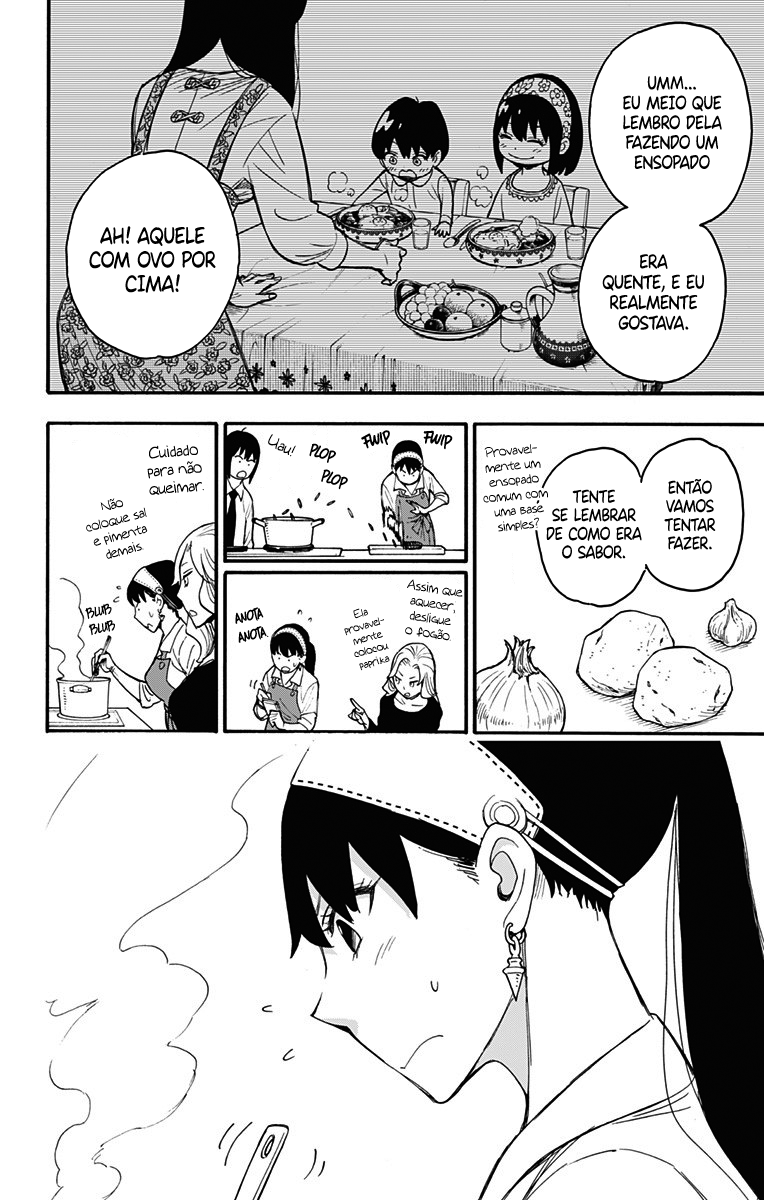 UMM...
EU MEIO QUE
LEMBRO DELA
FAZENDO UM
ENSOPADO
ERA
QUENTE, E EU
REALMENTE
GOSTAVA.
AH! AQUELE
COM OVO POR
CIMA!
ENTÃO
VAMOS
TENTAR
FAZER.
TENTE
SE LEMBRAR
DE COMO ERA
O SABOR.
Provavel-
mente um
ensopado
comum com
uma base
simples?
FWIP
FWIP
Uau!
PLOP
PLOP
Assim que
aquecer,
desligue
o fogão.
Ela
provavel-
mente
colocou
paprika
ANOTA
ANOTA
Cuidado
para não
queimar.
Não
coloque sal
e pimenta
demais.
BLUB
BLUB